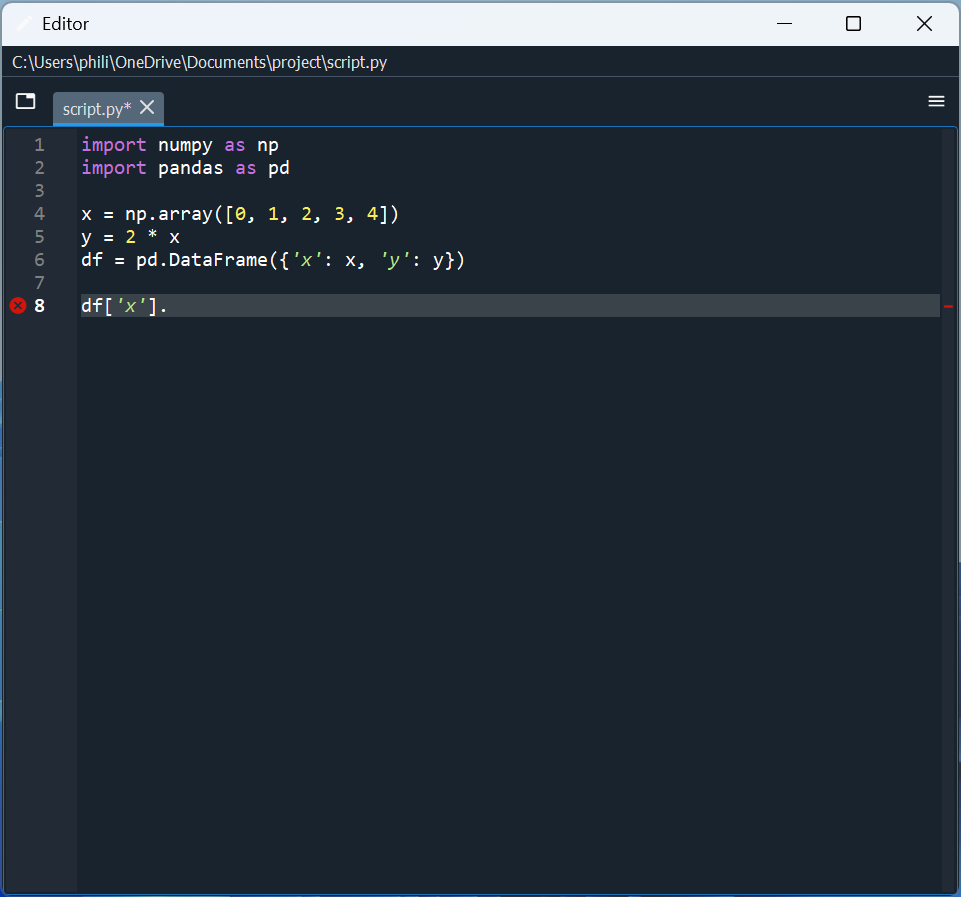 Editor
C:\Users\phili\OneDrive\Documents\project\script.py
script.py*
1 import numpy as np
2 import pandas as pd
3
4 x = np.array([0, 1, 2, 3, 4])
5 y = 2 * x
6 df = pd.DataFrame({'x': x, 'y': y})
7
8 df['x'].